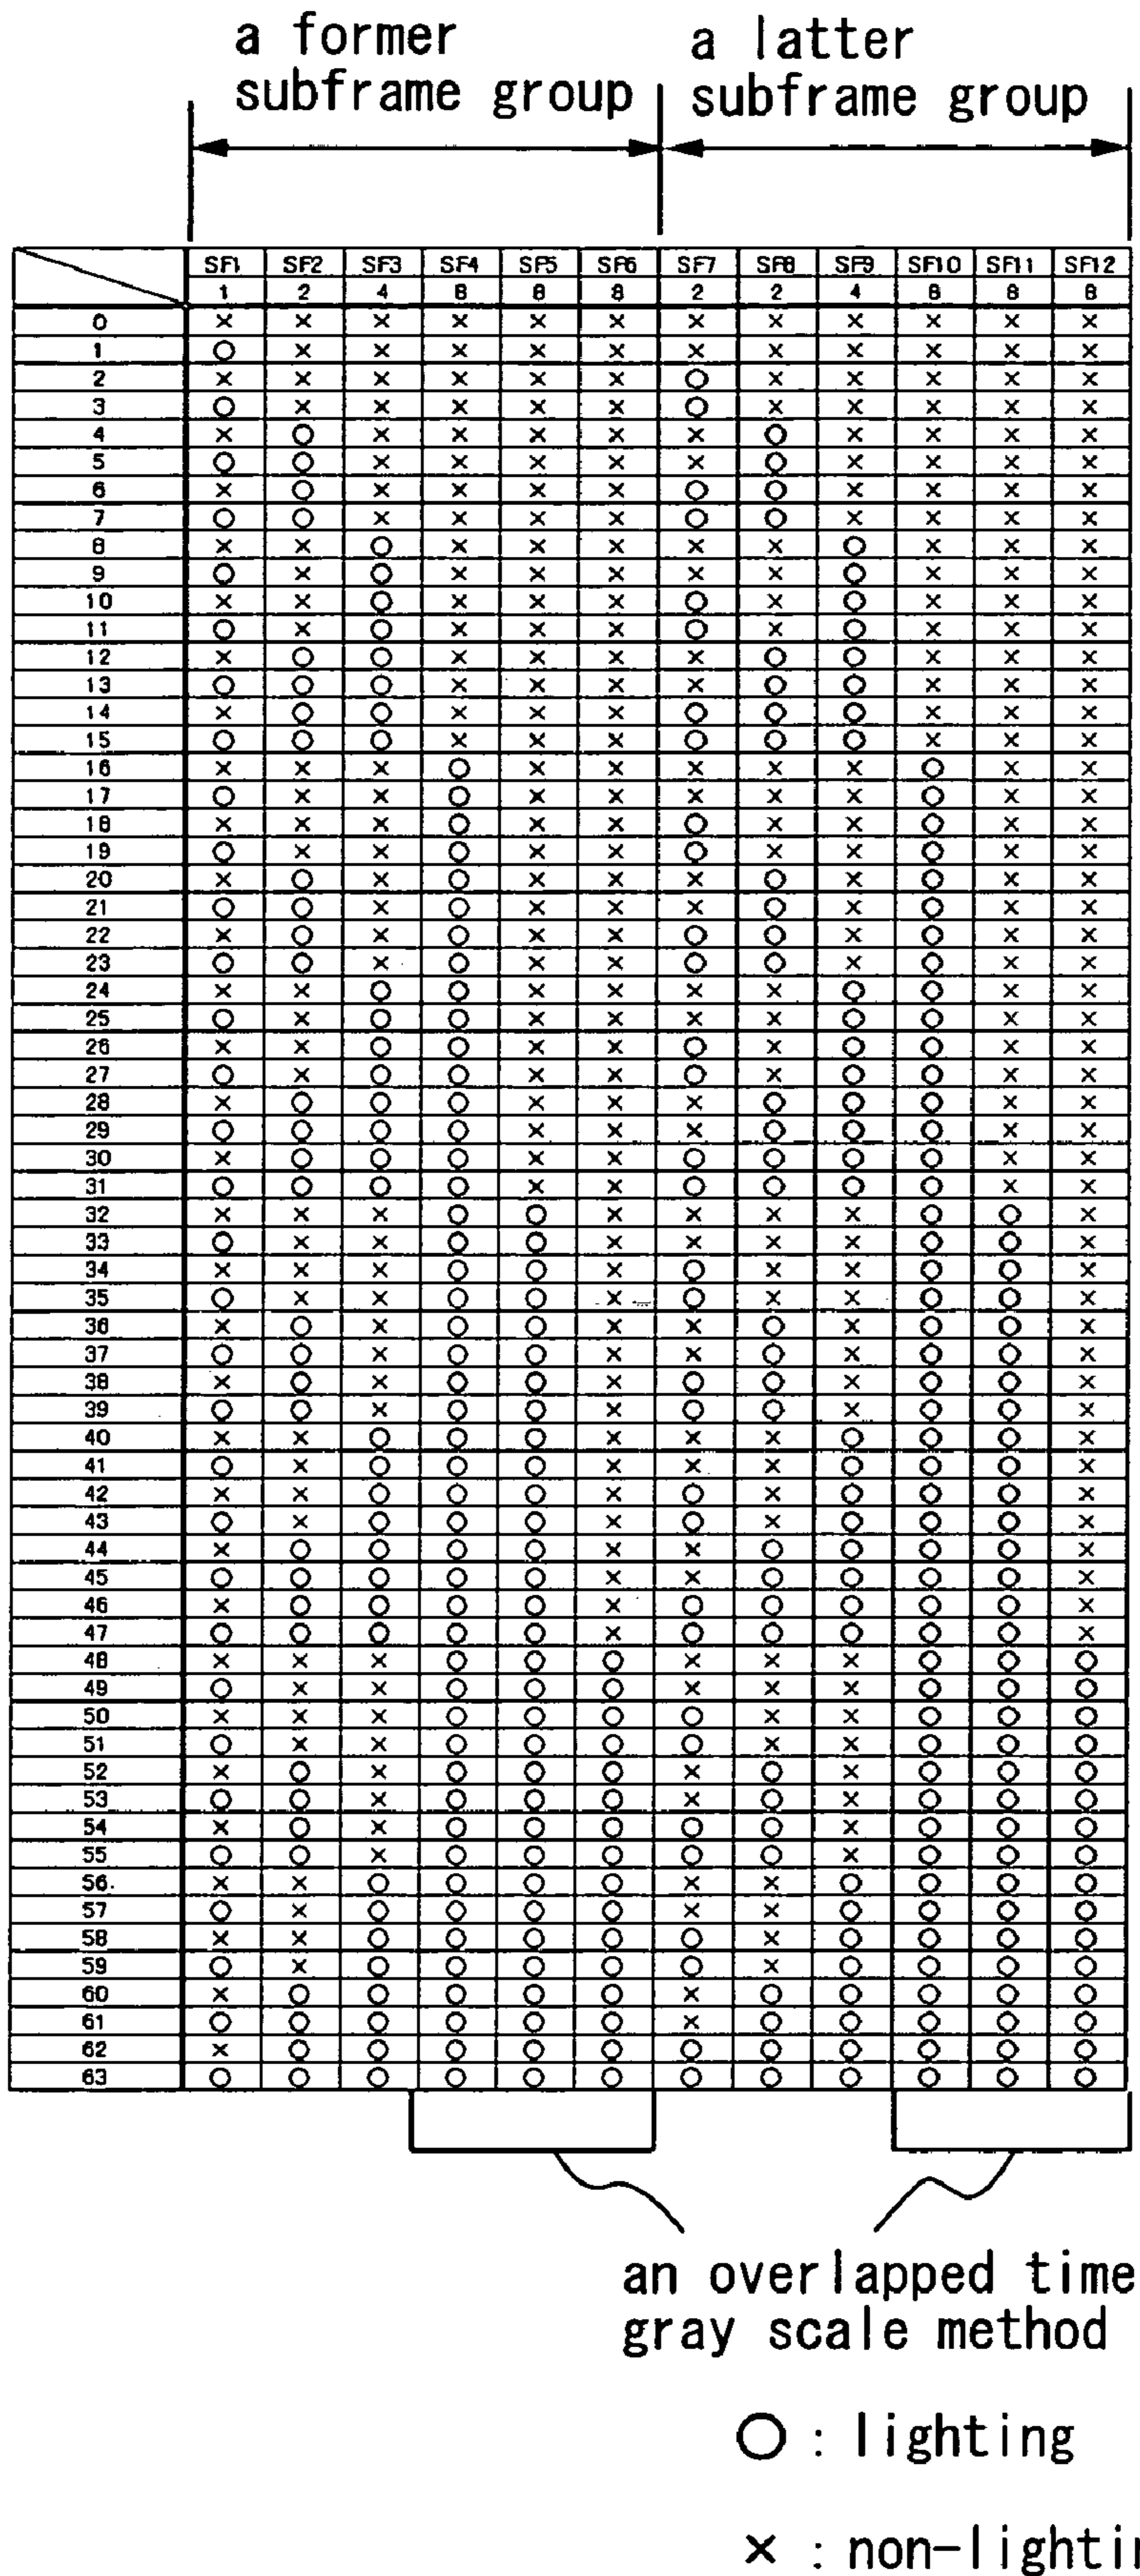 a former
subframe group
a latter
subframe group
SF1 SF2 SF3 SF4 SF5 SF6 SF7 SF8 SF9 SF10 SF11 SF12
1 2 4 8 8 8 2 2 4 8 8 8
0 × × × × × × × × × × × ×
1 ○ × × × × × × × × × × ×
2 × × × × × × ○ × × × × ×
3 ○ × × × × × ○ × × × × ×
4 × ○ × × × × × ○ × × × ×
5 ○ ○ × × × × × ○ × × × ×
6 × ○ × × × × ○ ○ × × × ×
7 ○ ○ × × × × ○ ○ × × × ×
8 × × ○ × × × × × ○ × × ×
9 ○ × ○ × × × × × ○ × × ×
10 × × ○ × × × ○ × ○ × × ×
11 ○ × ○ × × × ○ × ○ × × ×
12 × ○ ○ × × × × ○ ○ × × ×
13 ○ ○ ○ × × × × ○ ○ × × ×
14 × ○ ○ × × × ○ ○ ○ × × ×
15 ○ ○ ○ × × × ○ ○ ○ × × ×
16 × × × ○ × × × × × ○ × ×
17 ○ × × ○ × × × × × ○ × ×
18 × × × ○ × × ○ × × ○ × ×
19 ○ × × ○ × × ○ × × ○ × ×
20 × ○ × ○ × × × ○ × ○ × ×
21 ○ ○ × ○ × × × ○ × ○ × ×
22 × ○ × ○ × × ○ ○ × ○ × ×
23 ○ ○ × ○ × × ○ ○ × ○ × ×
24 × × ○ ○ × × × × ○ ○ × ×
25 ○ × ○ ○ × × × × ○ ○ × ×
26 × × ○ ○ × × ○ × ○ ○ × ×
27 ○ × ○ ○ × × ○ × ○ ○ × ×
28 × ○ ○ ○ × × × ○ ○ ○ × ×
29 ○ ○ ○ ○ × × × ○ ○ ○ × ×
30 × ○ ○ ○ × × ○ ○ ○ ○ × ×
31 ○ ○ ○ ○ × × ○ ○ ○ ○ × ×
32 × × × ○ ○ × × × × ○ ○ ×
33 ○ × × ○ ○ × × × × ○ ○ ×
34 × × × ○ ○ × ○ × × ○ ○ ×
35 ○ × × ○ ○ × ○ × × ○ ○ ×
36 × ○ × ○ ○ × × ○ × ○ ○ ×
37 ○ ○ × ○ ○ × × ○ × ○ ○ ×
38 × ○ × ○ ○ × ○ ○ × ○ ○ ×
39 ○ ○ × ○ ○ × ○ ○ × ○ ○ ×
40 × × ○ ○ ○ × × × ○ ○ ○ ×
41 ○ × ○ ○ ○ × × × ○ ○ ○ ×
42 × × ○ ○ ○ × ○ × ○ ○ ○ ×
43 ○ × ○ ○ ○ × ○ × ○ ○ ○ ×
44 × ○ ○ ○ ○ × × ○ ○ ○ ○ ×
45 ○ ○ ○ ○ ○ × × ○ ○ ○ ○ ×
46 × ○ ○ ○ ○ × ○ ○ ○ ○ ○ ×
47 ○ ○ ○ ○ ○ × ○ ○ ○ ○ ○ ×
48 × × × ○ ○ ○ × × × ○ ○ ○
49 ○ × × ○ ○ ○ × × × ○ ○ ○
50 × × × ○ ○ ○ ○ × × ○ ○ ○
51 ○ × × ○ ○ ○ ○ × × ○ ○ ○
52 × ○ × ○ ○ ○ × ○ × ○ ○ ○
53 ○ ○ × ○ ○ ○ × ○ × ○ ○ ○
54 × ○ × ○ ○ ○ ○ ○ × ○ ○ ○
55 ○ ○ × ○ ○ ○ ○ ○ × ○ ○ ○
56 × × ○ ○ ○ ○ × × ○ ○ ○ ○
57 ○ × ○ ○ ○ ○ × × ○ ○ ○ ○
58 × × ○ ○ ○ ○ ○ × ○ ○ ○ ○
59 ○ × ○ ○ ○ ○ ○ × ○ ○ ○ ○
60 × ○ ○ ○ ○ ○ × ○ ○ ○ ○ ○
61 ○ ○ ○ ○ ○ ○ × ○ ○ ○ ○ ○
62 × ○ ○ ○ ○ ○ ○ ○ ○ ○ ○ ○
63 ○ ○ ○ ○ ○ ○ ○ ○ ○ ○ ○ ○
an overlapped time
gray scale method
○ : lighting
× : non-lighti